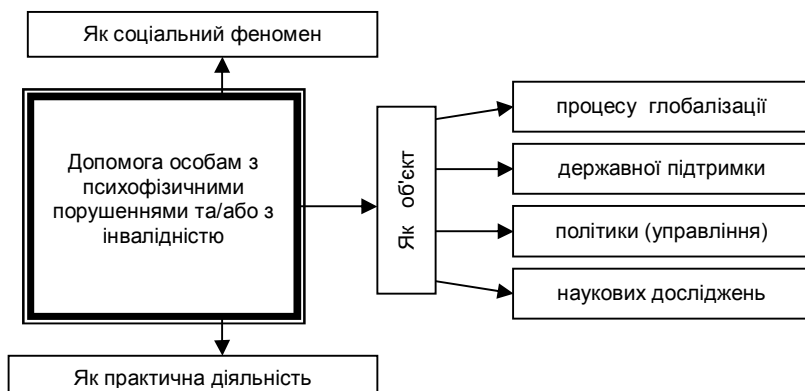 Як соціальний феномен
Допомога особам з
психофізичними
порушеннями та/або з
інвалідністю
Як об'єкт
процесу глобалізації
державної підтримки
політики (управління)
наукових досліджень
Як практична діяльність